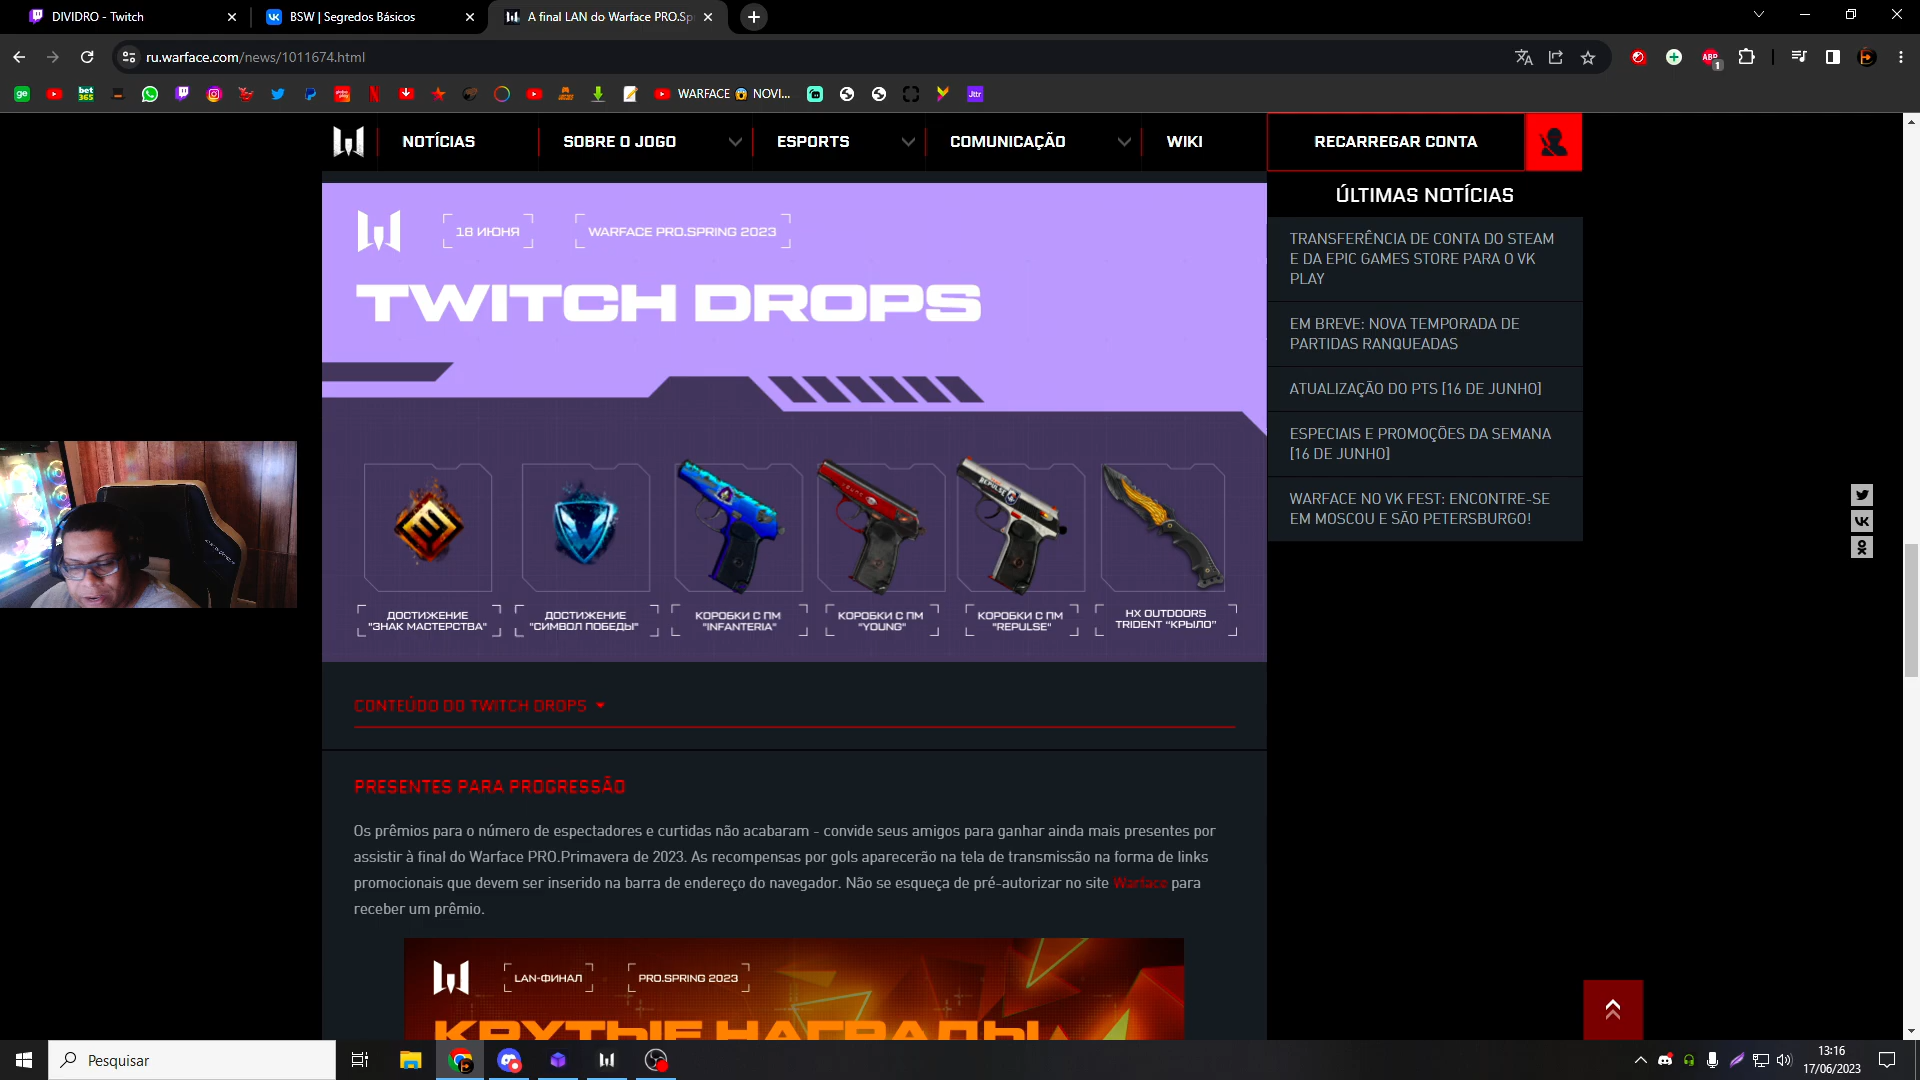 DIVIDRO - Twitch
BSW | Segredos Básicos
A final LAN do Warface PRO.Sp
ru.warface.com/news/1011674.html
ABP
1
ge
bet365
WARFACE 😱 NOVI...
NOTÍCIAS
SOBRE O JOGO
ESPORTS
COMUNICAÇÃO
WIKI
RECARREGAR CONTA
18 ИЮНЯ
WARFACE PRO.SPRING 2023
TWITCH DROPS
ДОСТИЖЕНИЕ
"ЗНАК МАСТЕРСТВА"
ДОСТИЖЕНИЕ
"СИМВОЛ ПОБЕДЫ"
КОРОБКИ С ПМ
"INFANTERIA"
КОРОБКИ С ПМ
"YOUNG"
REPULSE
КОРОБКИ С ПМ
"REPULSE"
HX OUTDOORS
TRIDENT "КРЫЛО"
ÚLTIMAS NOTÍCIAS
TRANSFERÊNCIA DE CONTA DO STEAM
E DA EPIC GAMES STORE PARA O VK
PLAY
EM BREVE: NOVA TEMPORADA DE
PARTIDAS RANQUEADAS
ATUALIZAÇÃO DO PTS [16 DE JUNHO]
ESPECIAIS E PROMOÇÕES DA SEMANA
[16 DE JUNHO]
WARFACE NO VK FEST: ENCONTRE-SE
EM MOSCOU E SÃO PETERSBURGO!
CONTEÚDO DO TWITCH DROPS
PRESENTES PARA PROGRESSÃO
Os prêmios para o número de espectadores e curtidas não acabaram - convide seus amigos para ganhar ainda mais presentes por
assistir à final do Warface PRO.Primavera de 2023. As recompensas por gols aparecerão na tela de transmissão na forma de links
promocionais que devem ser inserido na barra de endereço do navegador. Não se esqueça de pré-autorizar no site Warface para
receber um prêmio.
LAN-ФИНАЛ
PRO.SPRING 2023
КРУТЫЕ НАГРАДЫ
Pesquisar
13:16
17/06/2023